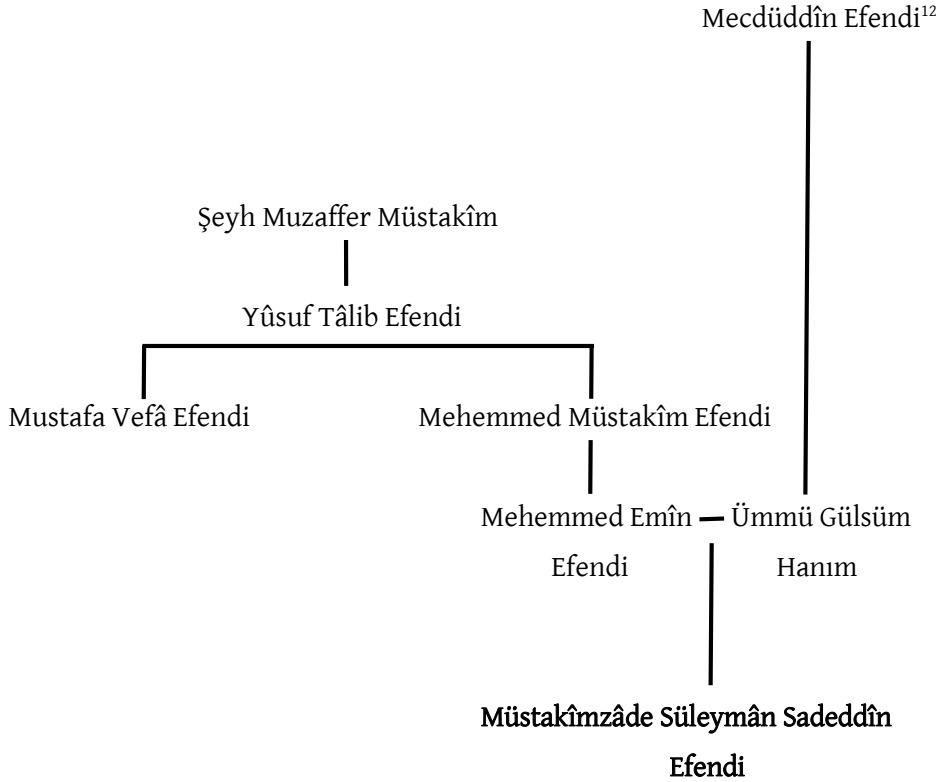 Mecdüddîn Efendi¹²
Şeyh Muzaffer Müstakîm
Yûsuf Tâlib Efendi
Mustafa Vefâ Efendi
Mehemmed Müstakîm Efendi
Mehemmed Emîn
Efendi
Ümmü Gülsüm
Hanım
Müstakîmzâde Süleymân Sadeddîn
Efendi